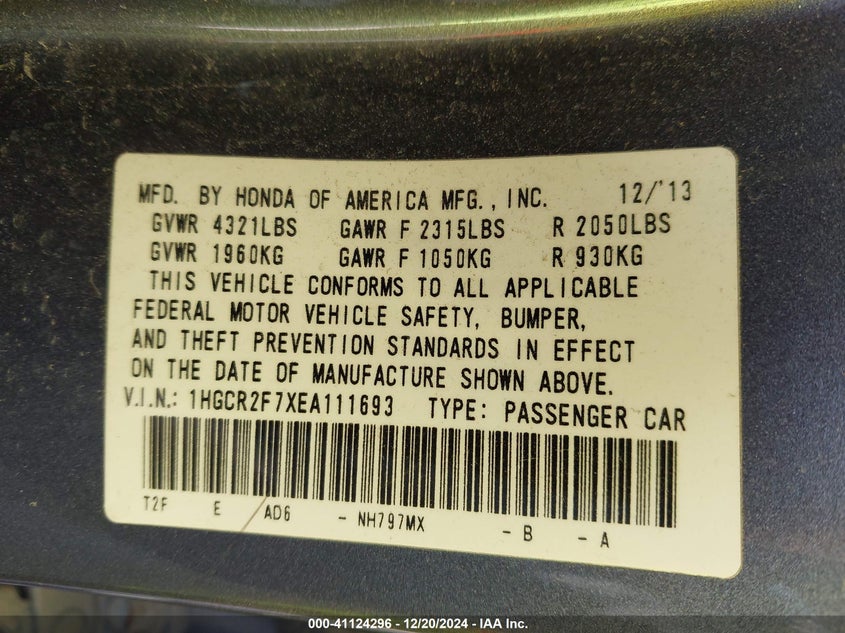 MFD. BY HONDA OF AMERICA MFG., INC. 12/'13
GVWR 4321LBS GAWR F 2315LBS R 2050LBS
GVWR 1960KG GAWR F 1050KG R 930KG
THIS VEHICLE CONFORMS TO ALL APPLICABLE
FEDERAL MOTOR VEHICLE SAFETY, BUMPER,
AND THEFT PREVENTION STANDARDS IN EFFECT
ON THE DATE OF MANUFACTURE SHOWN ABOVE.
V.I.N.: 1HGCR2F7XEA111693 TYPE: PASSENGER CAR
T2F E AD6 - NH797MX - B - A
000-41124296 - 12/20/2024 - IAA Inc.